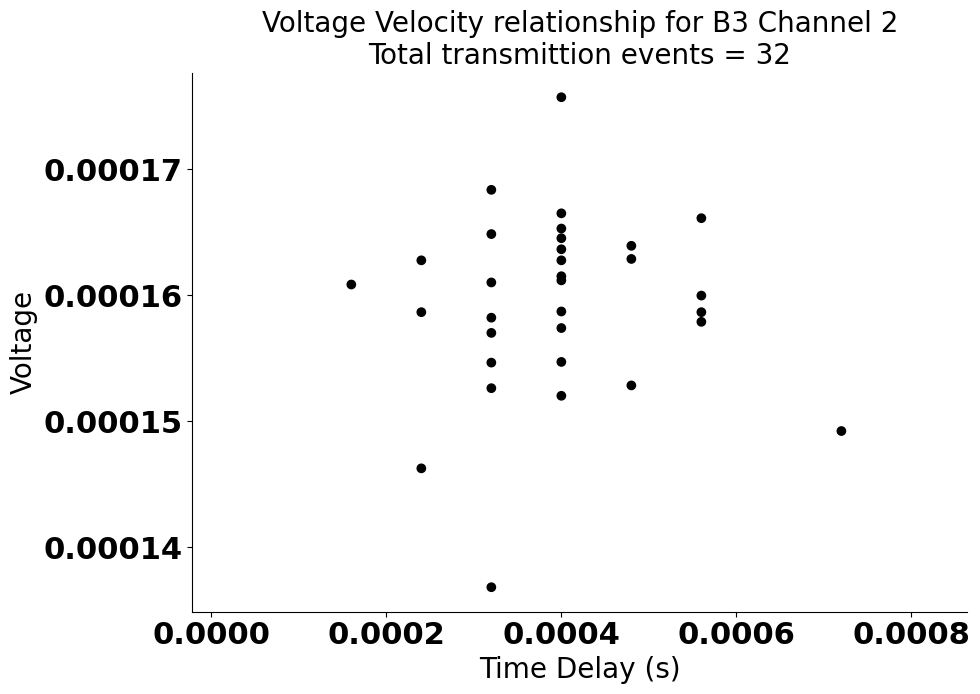 Voltage Velocity relationship for B3 Channel 2
Total transmittion events = 32
0.00017
0.00016
0.00015
0.00014
Voltage
0.0000 0.0002 0.0004 0.0006 0.0008
Time Delay (s)